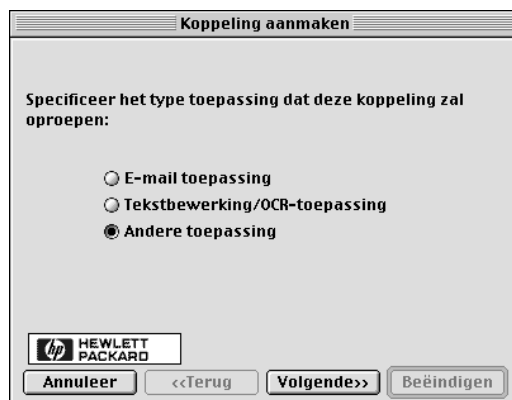 Koppeling aanmaken
Specificeer het type toepassing dat deze koppeling zal
oproepen:
E-mail toepassing
Tekstbewerking/OCR-toepassing
Andere toepassing
hp HEWLETT
PACKARD
Annuleer
<<Terug
Volgende>>
Beëindigen